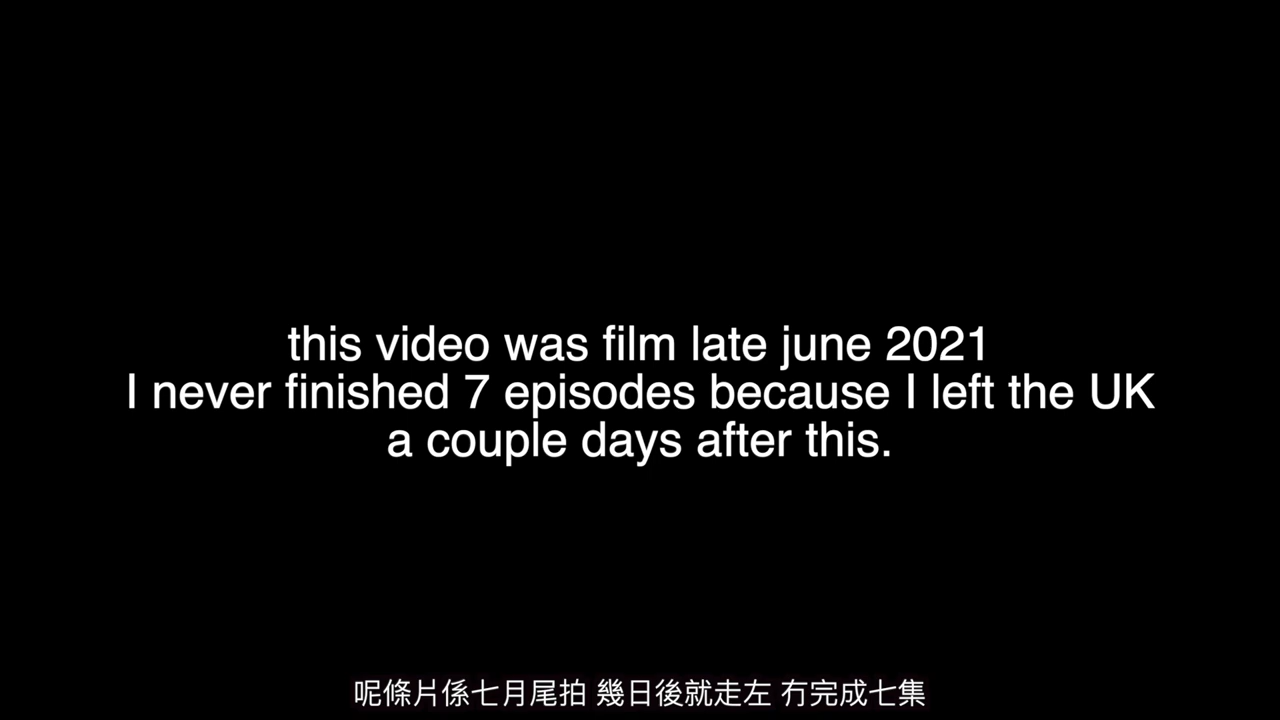 this video was film late june 2021
I never finished 7 episodes because I left the UK
a couple days after this.
呢條片係七月尾拍 幾日後就走左 冇完成七集